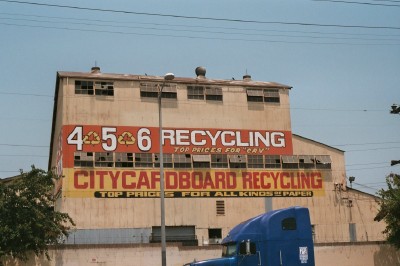 4 5 6 RECYCLING
TOP PRICES FOR "CRV"
CITY CARDBOARD RECYCLING
TOP PRICES FOR ALL KINDS OF PAPER